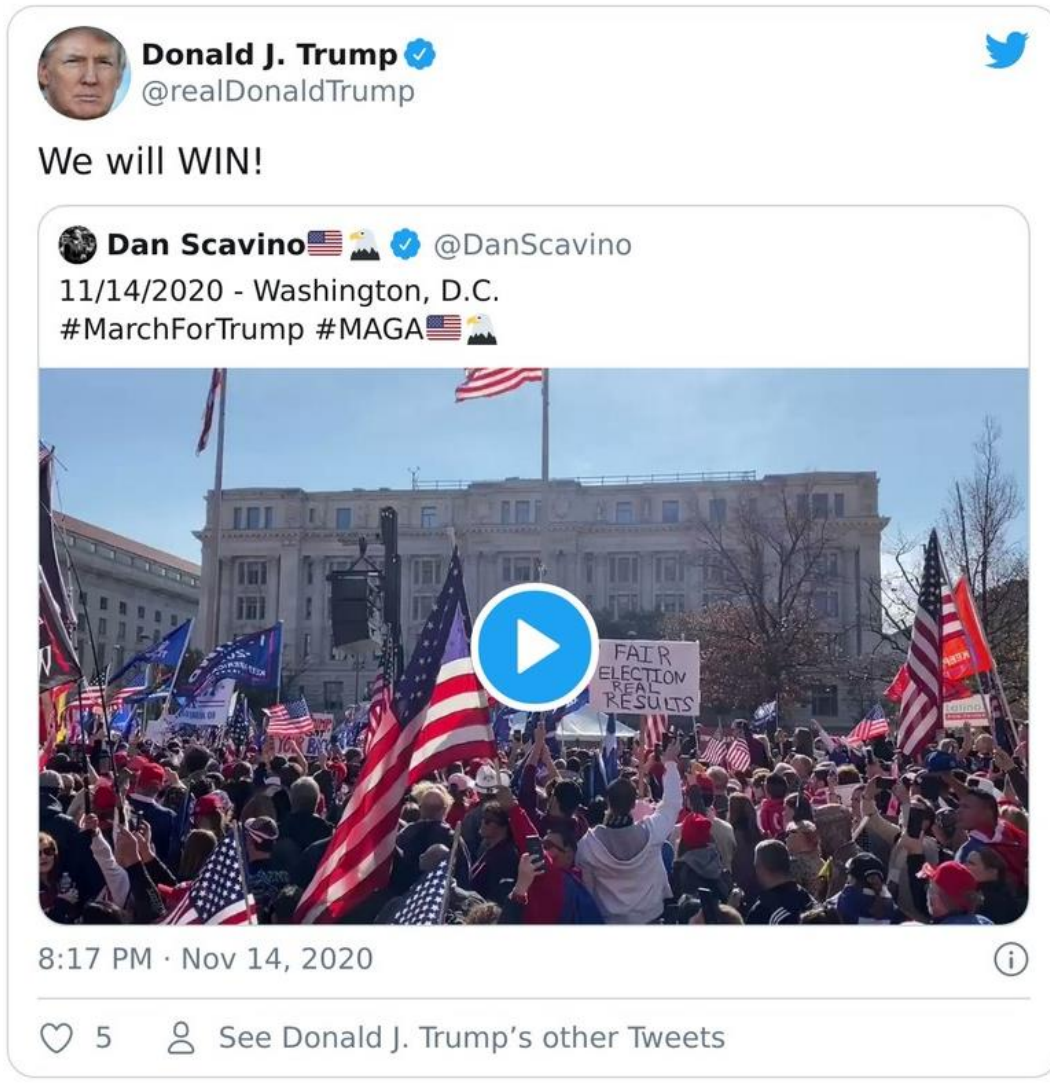 Donald J. Trump
@realDonaldTrump
We will WIN!
Dan Scavino🇺🇸🦅 @DanScavino
11/14/2020 - Washington, D.C.
#MarchForTrump #MAGA🇺🇸🦅
FAIR
ELECTION
REAL
RESULTS
8:17 PM · Nov 14, 2020
5 See Donald J. Trump’s other Tweets